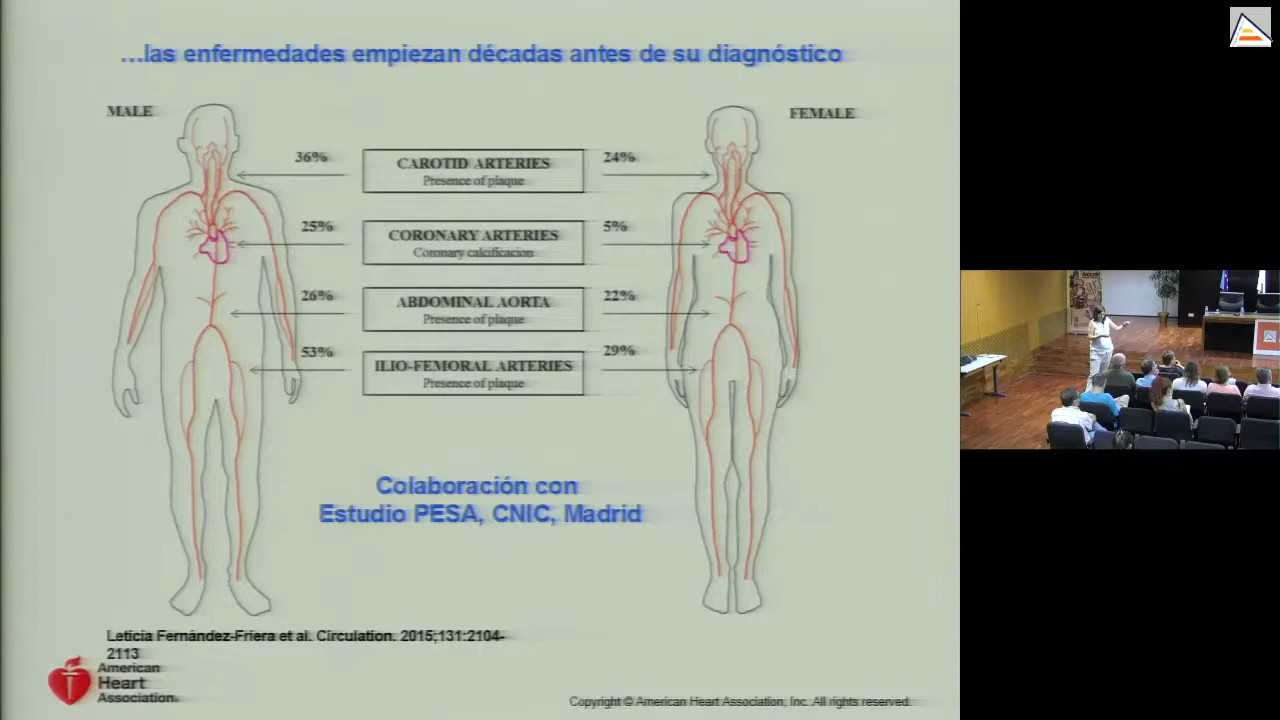 ...las enfermedades empiezan décadas antes de su diagnóstico
MALE
FEMALE
36%
CAROTID ARTERIES
Presence of plaque
24%
25%
CORONARY ARTERIES
Coronary calcificacion
5%
26%
ABDOMINAL AORTA
Presence of plaque
22%
53%
ILIO-FEMORAL ARTERIES
Presence of plaque
29%
Colaboración con
Estudio PESA, CNIC, Madrid
Leticia Fernández-Friera et al. Circulation. 2015;131:2104-
2113
American
Heart
Association®
Copyright © American Heart Association, Inc. All rights reserved.